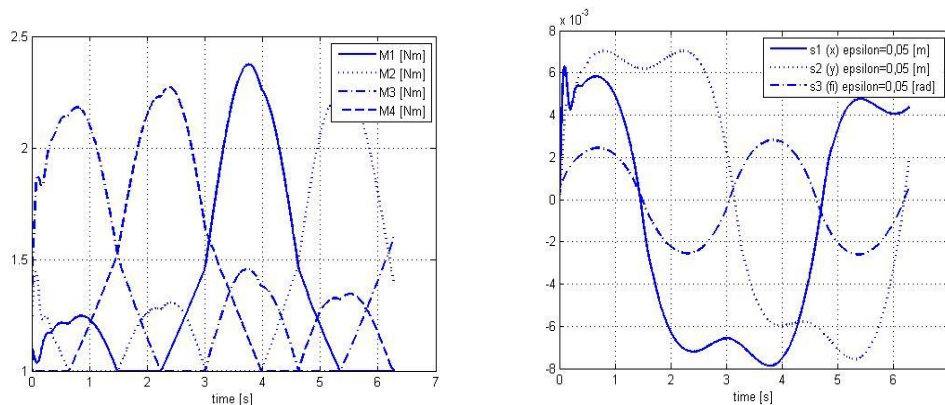 2.5
2
1.5
1
0 1 2 3 4 5 6 7
time [s]
M1 [Nm]
M2 [Nm]
M3 [Nm]
M4 [Nm]
x 10⁻³
8
6
4
2
0
-2
-4
-6
-8
0 1 2 3 4 5 6
time [s]
s1 (x) epsilon=0,05 [m]
s2 (y) epsilon=0,05 [m]
s3 (fi) epsilon=0,05 [rad]